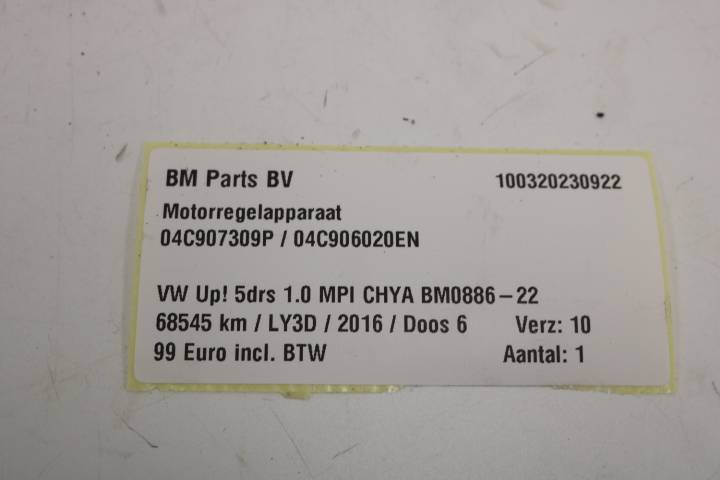 BM Parts BV 100320230922
Motorregelapparaat
04C907309P / 04C906020EN
VW Up! 5drs 1.0 MPI CHYA BM0886-22
68545 km / LY3D / 2016 / Doos 6 Verz: 10
99 Euro incl. BTW Aantal: 1